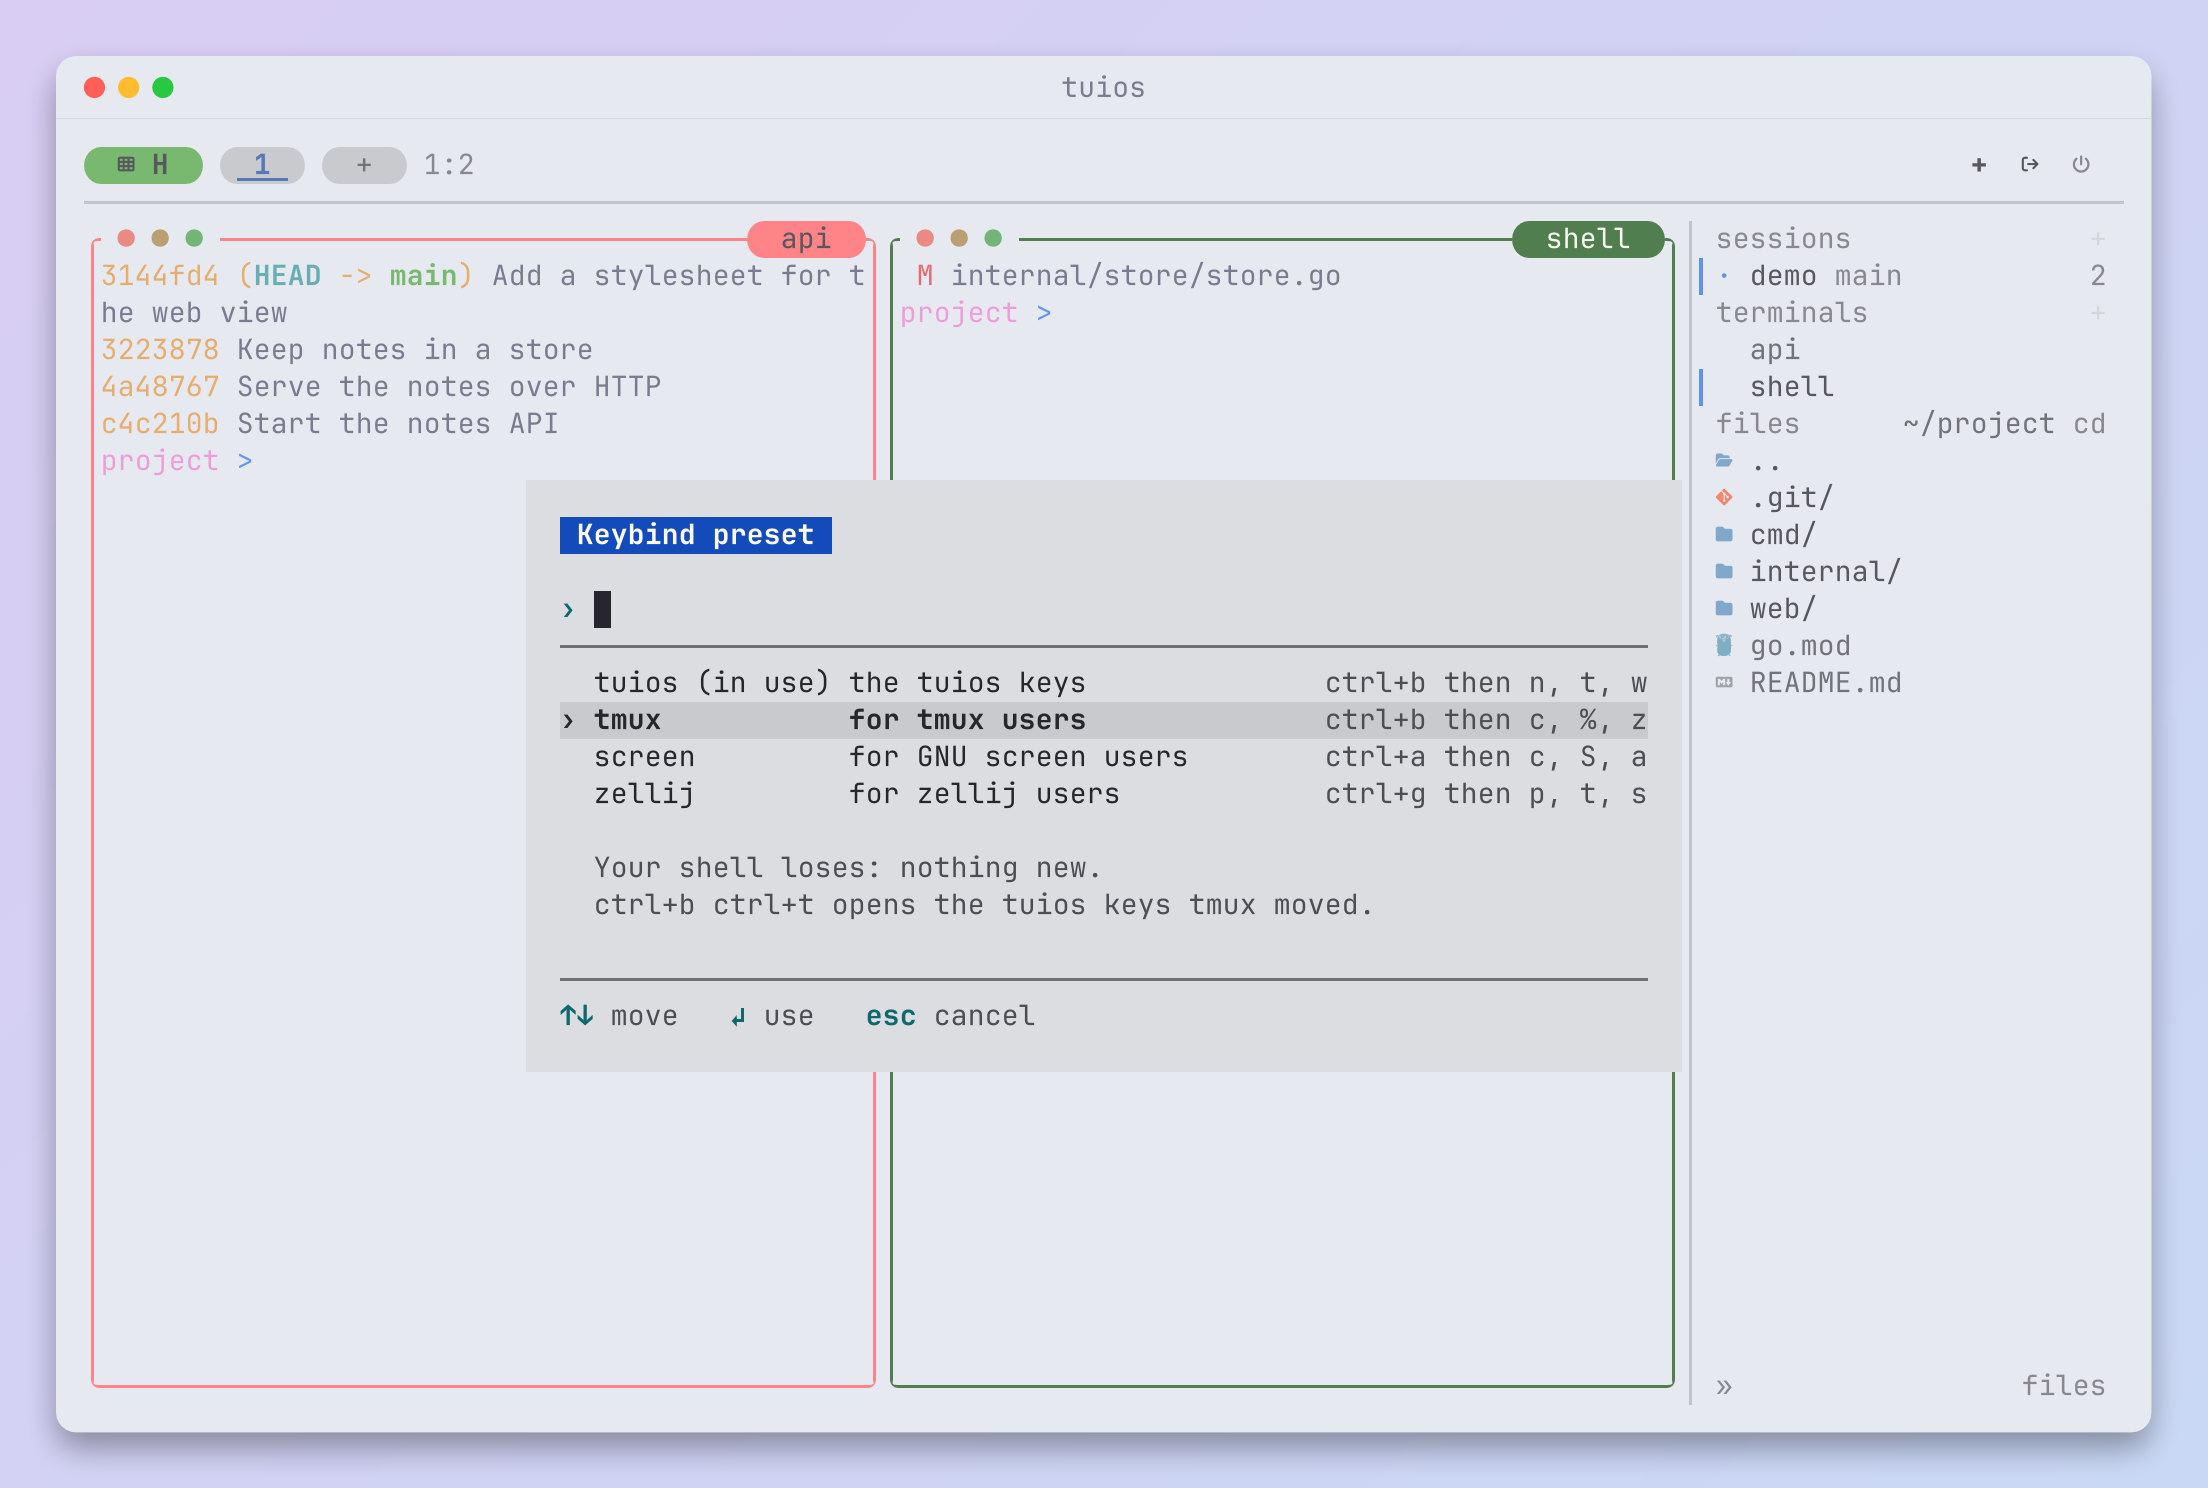 tuios
H 1 + 1:2
api
3144fd4 (HEAD -> main) Add a stylesheet for t
he web view
3223878 Keep notes in a store
4a48767 Serve the notes over HTTP
c4c210b Start the notes API
project >
shell
M internal/store/store.go
project >
sessions +
· demo main 2
terminals +
api
shell
files ~/project cd
..
.git/
cmd/
internal/
web/
go.mod
README.md
» files
Keybind preset
›
tuios (in use) the tuios keys ctrl+b then n, t, w
› tmux for tmux users ctrl+b then c, %, z
screen for GNU screen users ctrl+a then c, S, a
zellij for zellij users ctrl+g then p, t, s
Your shell loses: nothing new.
ctrl+b ctrl+t opens the tuios keys tmux moved.
↑↓ move ↲ use esc cancel